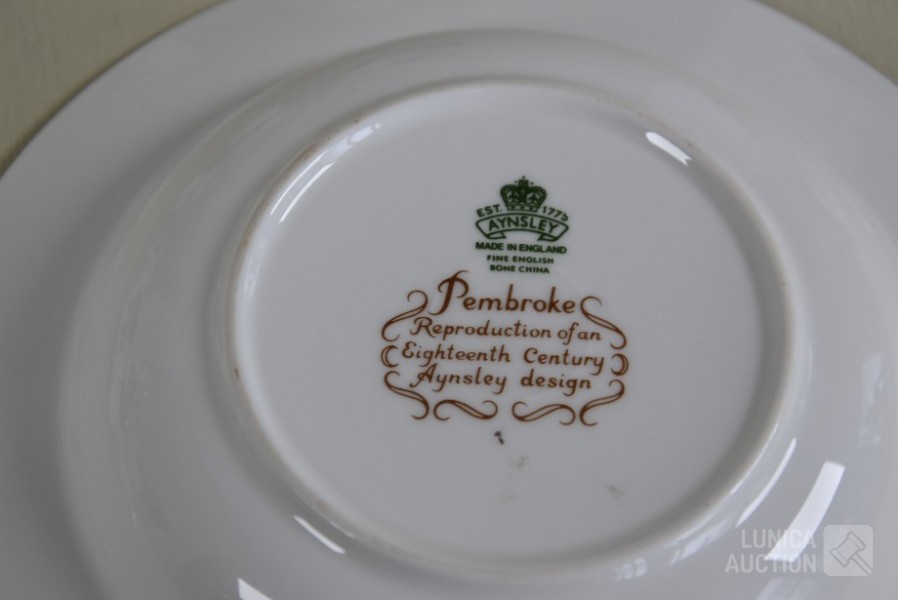 EST. 1775
AYNSLEY
MADE IN ENGLAND
FINE ENGLISH
BONE CHINA
Pembroke
Reproduction of an
Eighteenth Century
Aynsley design
LUNICA
AUCTION